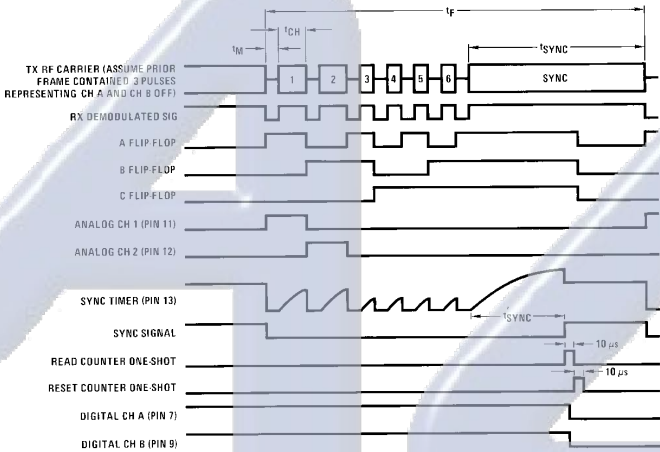 tF
tCH
tM
tSYNC
TX RF CARRIER (ASSUME PRIOR
FRAME CONTAINED 3 PULSES
REPRESENTING CH A AND CH B OFF)
1 2 3 4 5 6 SYNC
RX DEMODULATED SIG
A FLIP-FLOP
B FLIP-FLOP
C FLIP-FLOP
ANALOG CH 1 (PIN 11)
ANALOG CH 2 (PIN 12)
SYNC TIMER (PIN 13)
t'SYNC
SYNC SIGNAL
10 µs
READ COUNTER ONE-SHOT
10 µs
RESET COUNTER ONE-SHOT
DIGITAL CH A (PIN 7)
DIGITAL CH B (PIN 9)